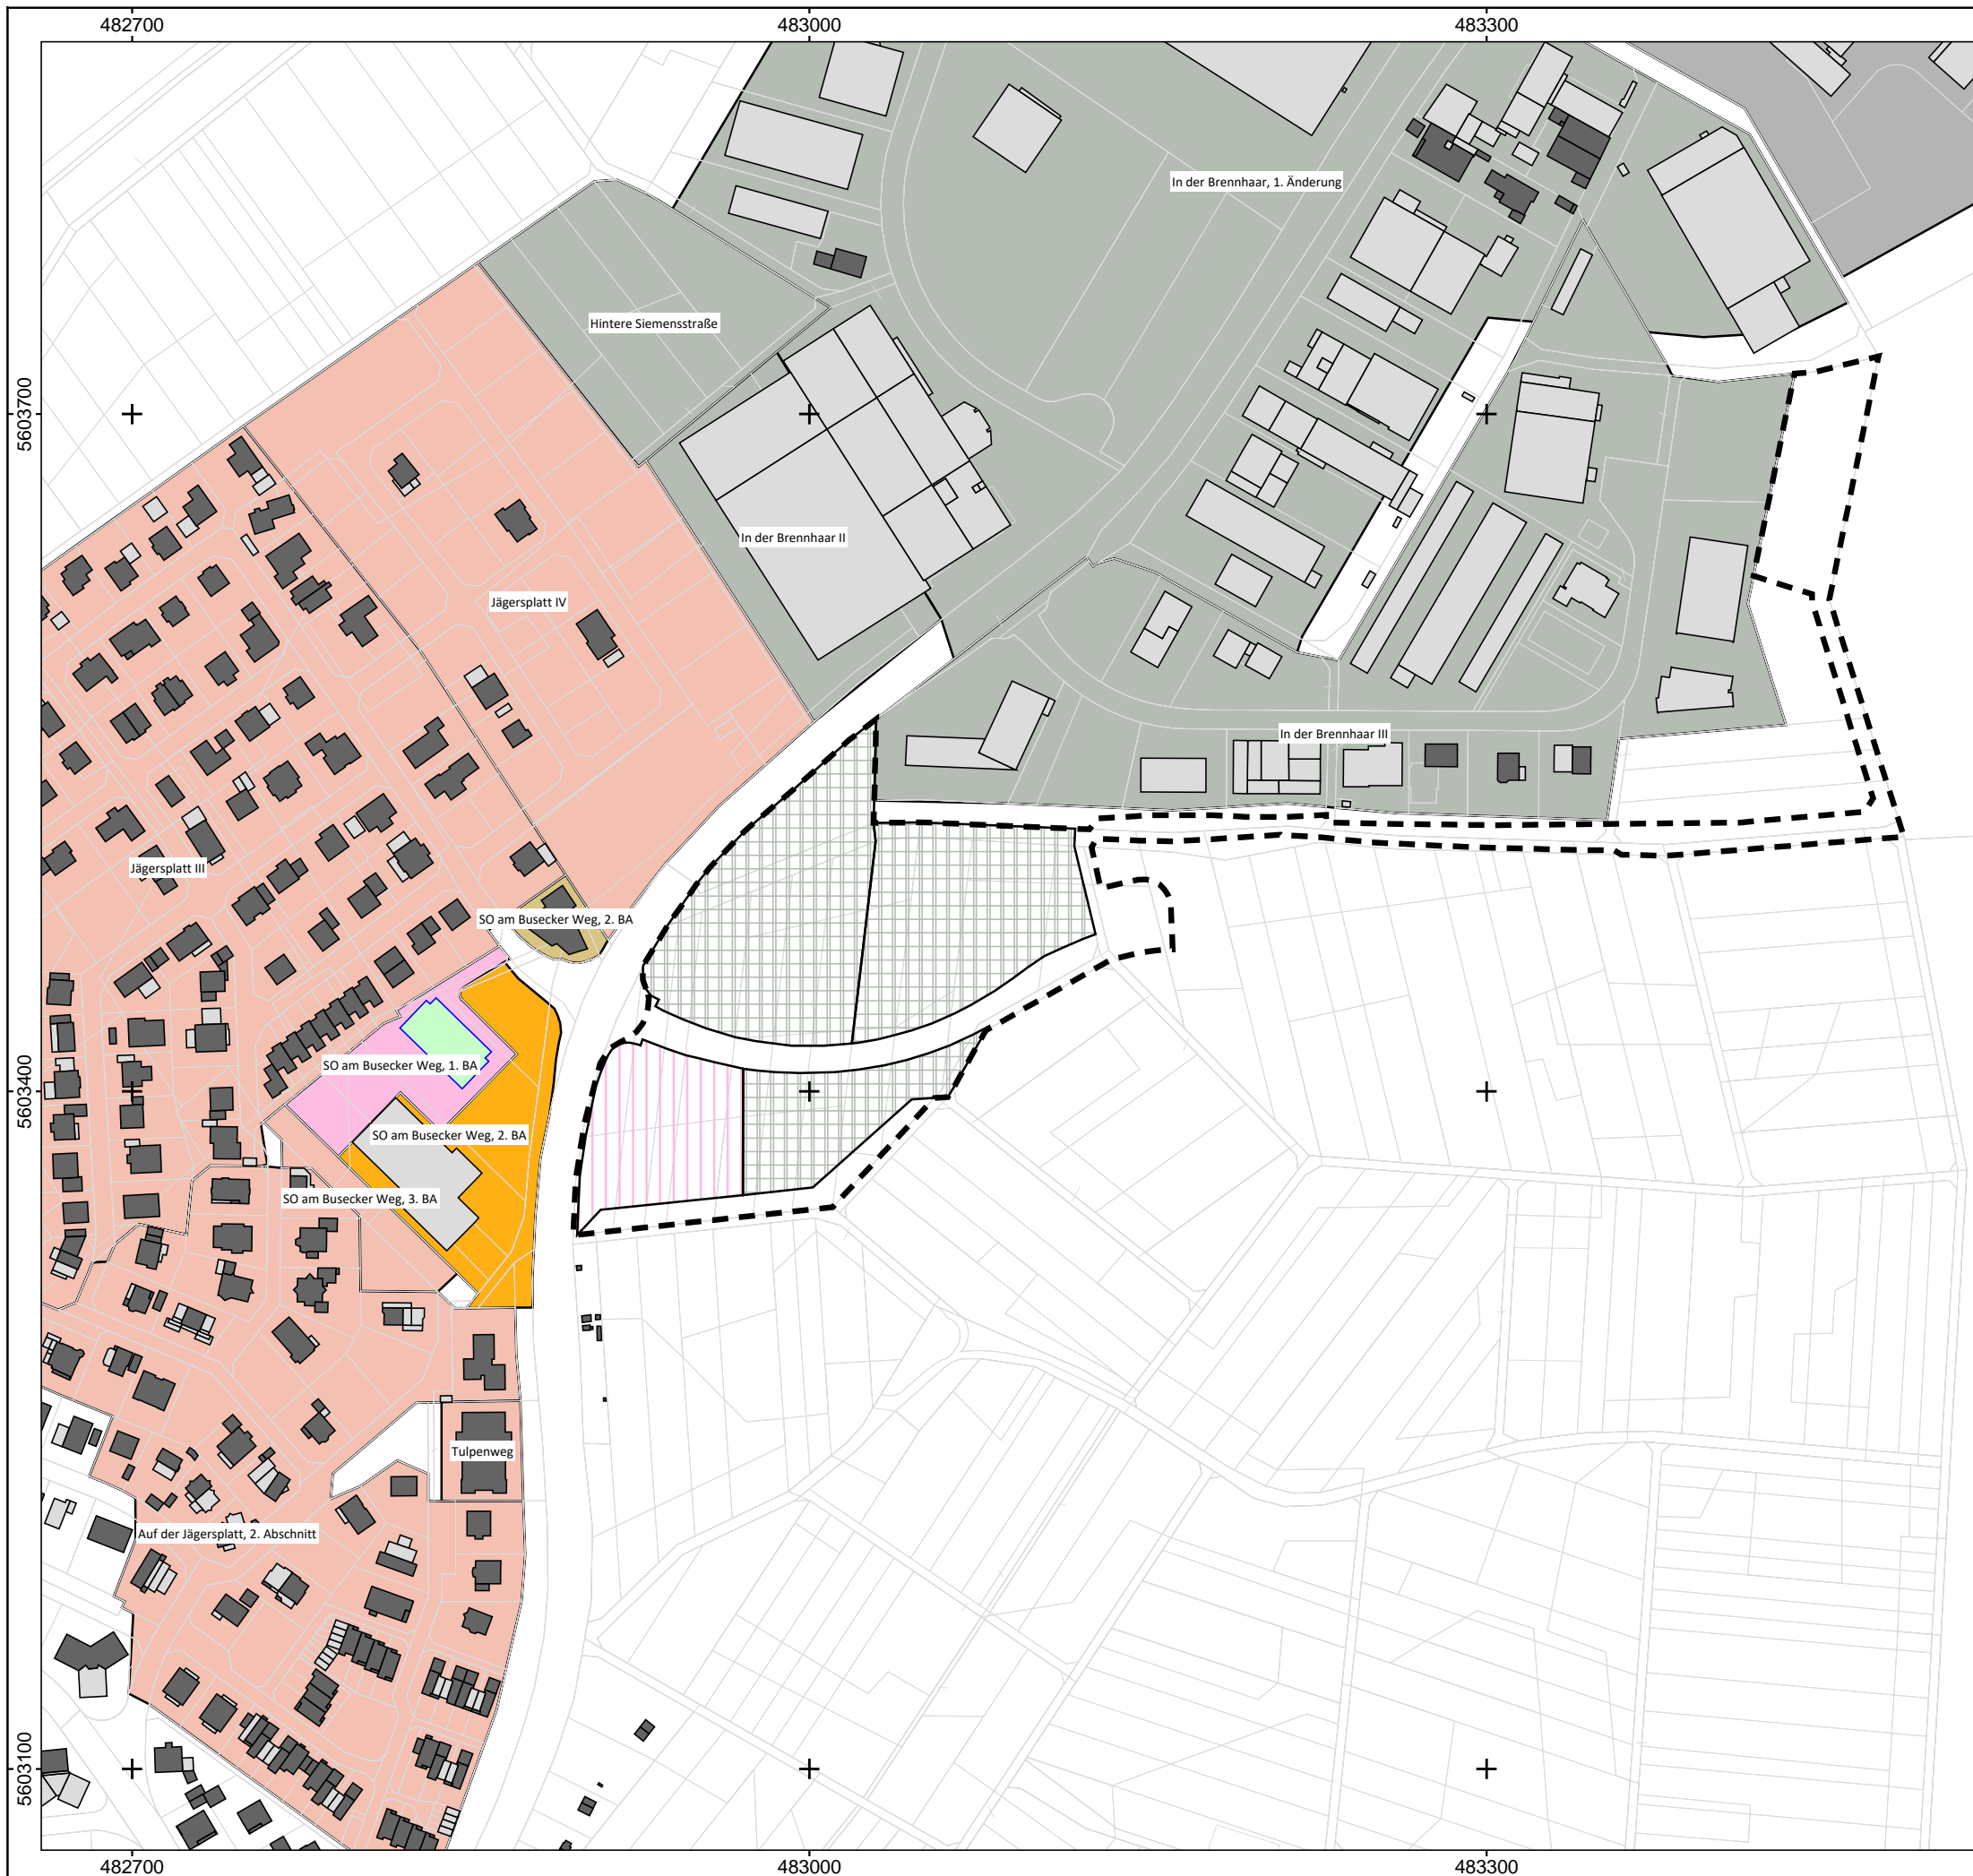 482700
483000
483300
In der Brennhaar, 1. Änderung
Hintere Siemensstraße
5603700
In der Brennhaar II
Jägersplatt IV
In der Brennhaar III
Jägersplatt III
SO am Busecker Weg, 2. BA
SO am Busecker Weg, 1. BA
5603400
SO am Busecker Weg, 2. BA
SO am Busecker Weg, 3. BA
Tulpenweg
Auf der Jägersplatt, 2. Abschnitt
5603100
482700
483000
483300